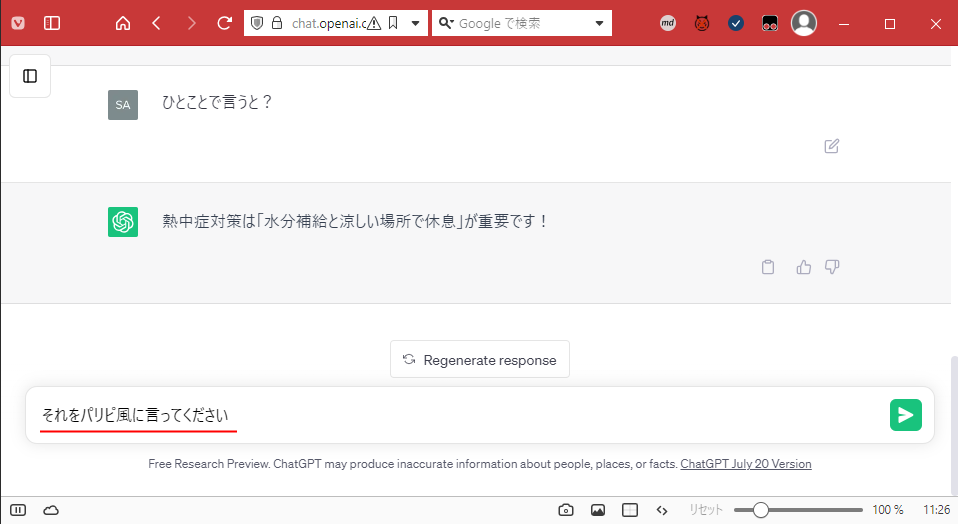 chat.openai.c
Google で検索
md
SA
ひとことで言うと？
熱中症対策は「水分補給と涼しい場所で休息」が重要です！
Regenerate response
それをパリピ風に言ってください
Free Research Preview. ChatGPT may produce inaccurate information about people, places, or facts. ChatGPT July 20 Version
リセット
100 %
11:26